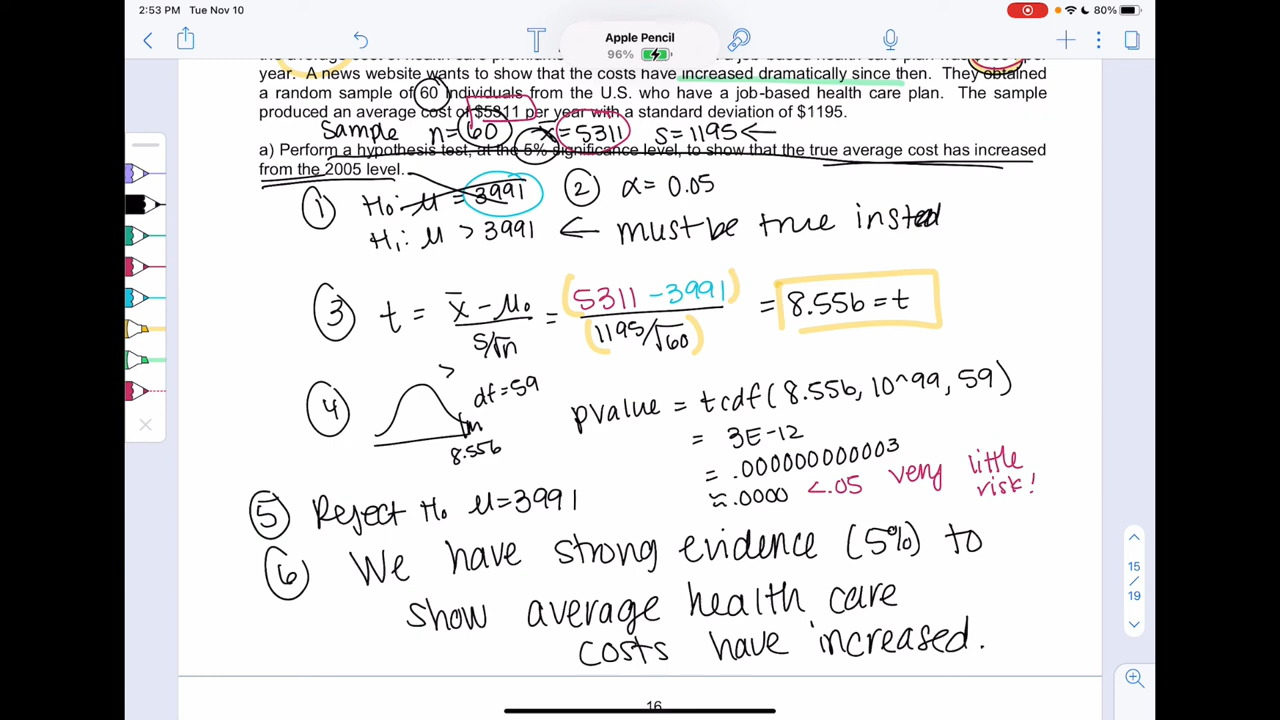 2:53 PM Tue Nov 10
80%
Apple Pencil
96%
year. A news website wants to show that the costs have increased dramatically since then. They obtained
a random sample of 60 individuals from the U.S. who have a job-based health care plan. The sample
produced an average cost of $5311 per year with a standard deviation of $1195.
Sample n=60 x̄=5311 s=1195←
a) Perform a hypothesis test, at the 5% significance level, to show that the true average cost has increased
from the 2005 level.
① H₀: μ = 3991 ② α= 0.05
H₁: μ > 3991 ← must be true instead
③ t = x̄ - μ₀ / s/√n = (5311 - 3991) / (1195/√60) = 8.556 = t
④ > df=59 8.556
pvalue = tcdf(8.556, 10^99, 59)
= 3E-12
= .000000000003
≈ .0000 <.05 very little risk!
⑤ Reject H₀ μ=3991
⑥ We have strong evidence (5%) to
show average health care
costs have increased.
15
/
19
16